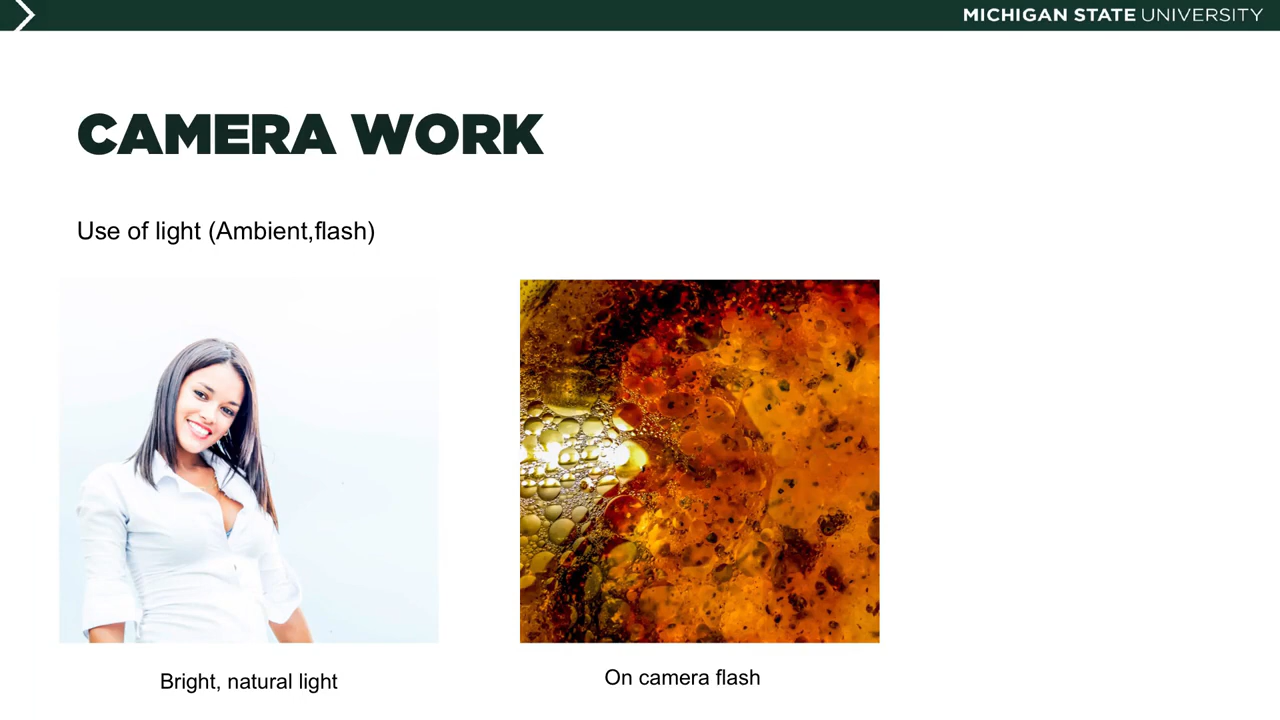 MICHIGAN STATE UNIVERSITY
CAMERA WORK
Use of light (Ambient,flash)
Bright, natural light
On camera flash